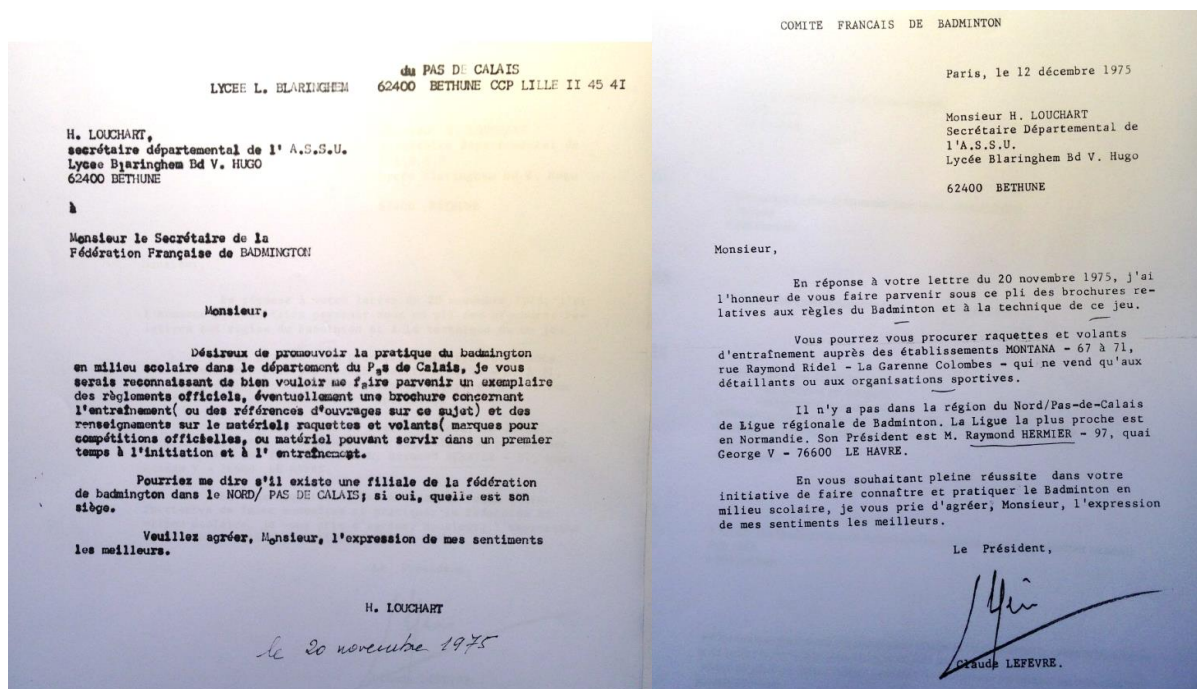 du PAS DE CALAIS
LYCEE L. BLARINGHEM 62400 BETHUNE CCP LILLE II 45 4I
H. LOUCHART,
secrétaire départemental de l' A.S.S.U.
Lycee Blaringhem Bd V. HUGO
62400 BETHUNE
à
Monsieur le Secrétaire de la
Fédération Française de BADMINGTON
Monsieur,
Désireux de promouvoir la pratique du badmington
en milieu scolaire dans le département du Pas de Calais, je vous
serais reconnaissant de bien vouloir me faire parvenir un exemplaire
des règlements officiels, éventuellement une brochure concernant
l'entraînement( ou des références d'ouvrages sur ce sujet) et des
renseignements sur le matériel: raquettes et volants( marques pour
compétitions officielles, ou matériel pouvant servir dans un premier
temps à l'initiation et à l' entraînement.
Pourriez me dire s'il existe une filiale de la fédération
de badmington dans le NORD/ PAS DE CALAIS; si oui, quelle est son
siège.
Veuillez agréer, Monsieur, l'expression de mes sentiments
les meilleurs.
H. LOUCHART
le 20 novembre 1975
COMITE FRANCAIS DE BADMINTON
Paris, le 12 décembre 1975
Monsieur H. LOUCHART
Secrétaire Départemental de
l'A.S.S.U.
Lycée Blaringhem Bd V. Hugo
62400 BETHUNE
Monsieur,
En réponse à votre lettre du 20 novembre 1975, j'ai
l'honneur de vous faire parvenir sous ce pli des brochures re-
latives aux règles du Badminton et à la technique de ce jeu.
Vous pourrez vous procurer raquettes et volants
d'entraînement auprès des établissements MONTANA - 67 à 71,
rue Raymond Ridel - La Garenne Colombes - qui ne vend qu'aux
détaillants ou aux organisations sportives.
Il n'y a pas dans la région du Nord/Pas-de-Calais
de Ligue régionale de Badminton. La Ligue la plus proche est
en Normandie. Son Président est M. Raymond HERMIER - 97, quai
George V - 76600 LE HAVRE.
En vous souhaitant pleine réussite dans votre
initiative de faire connaître et pratiquer le Badminton en
milieu scolaire, je vous prie d'agréer, Monsieur, l'expression
de mes sentiments les meilleurs.
Le Président,
Claude LEFEVRE.